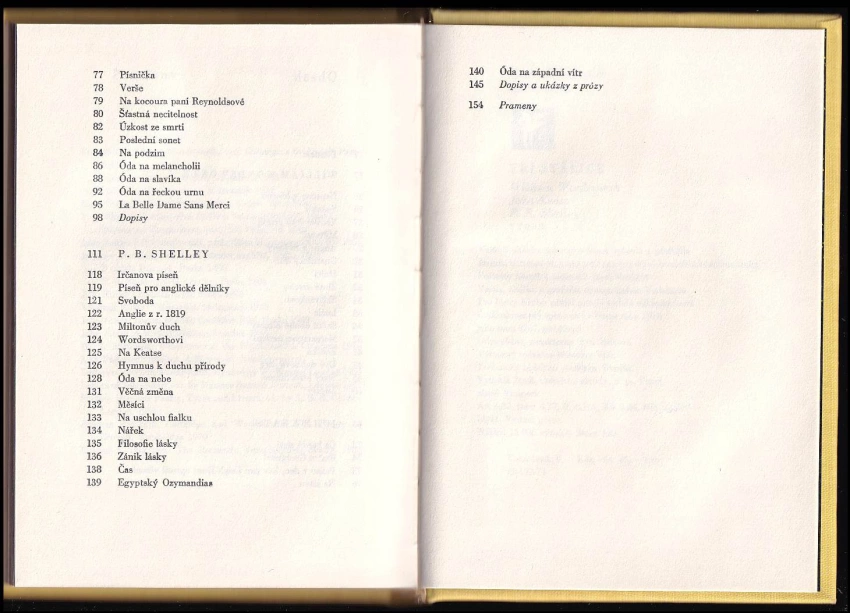 77 Písnička
78 Verše
79 Na kocoura paní Reynoldsové
80 Šťastná necitelnost
82 Úzkost ze smrti
83 Poslední sonet
84 Na podzim
86 Óda na melancholii
88 Óda na slavíka
92 Óda na řeckou urnu
95 La Belle Dame Sans Merci
98 Dopisy
111 P. B. SHELLEY
118 Irčanova píseň
119 Píseň pro anglické dělníky
121 Svoboda
122 Anglie z r. 1819
123 Miltonův duch
124 Wordsworthovi
125 Na Keatse
126 Hymnus k duchu přírody
128 Óda na nebe
131 Věčná změna
132 Měsíci
133 Na uschlou fialku
134 Nářek
135 Filosofie lásky
136 Zánik lásky
138 Čas
139 Egyptský Ozymandias
140 Óda na západní vítr
145 Dopisy a ukázky z prózy
154 Prameny